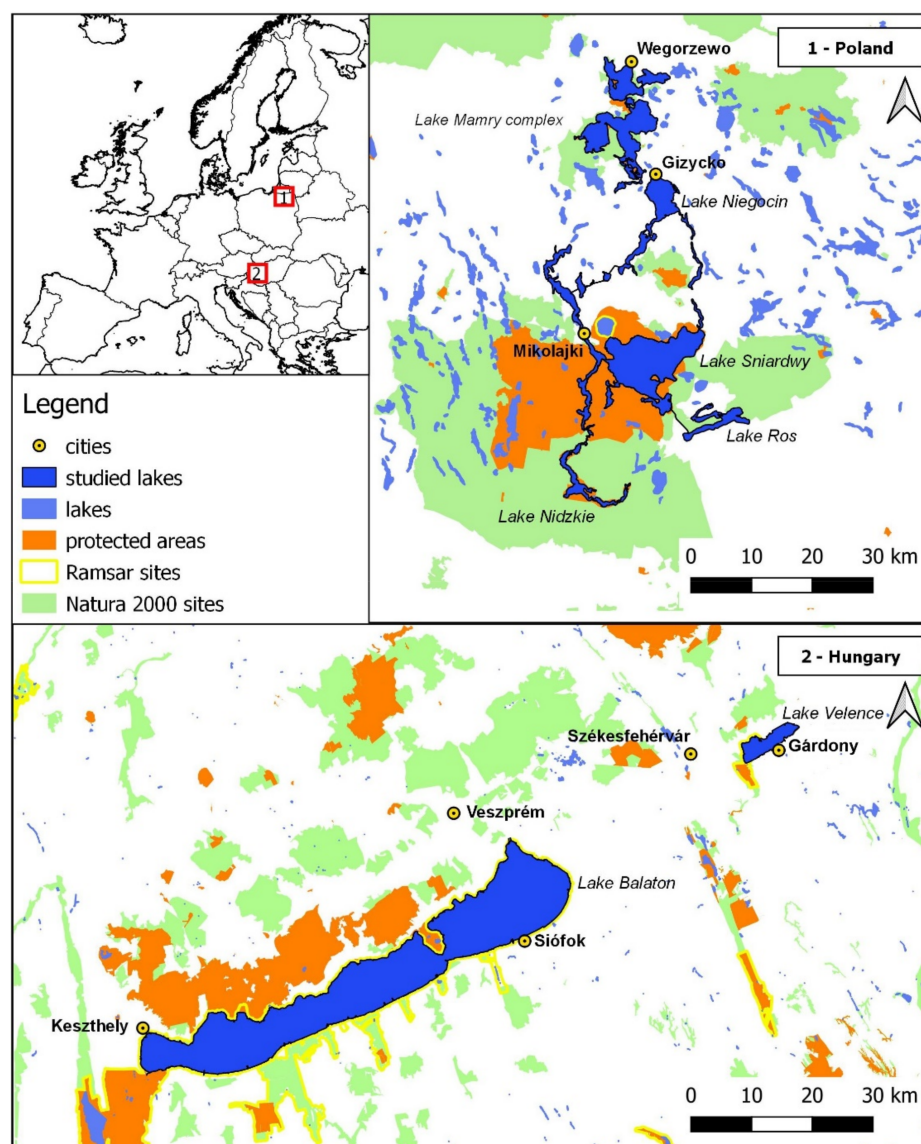 1
2
Legend
cities
studied lakes
lakes
protected areas
Ramsar sites
Natura 2000 sites
1 - Poland
Wegorzewo
Lake Mamry complex
Gizycko
Lake Niegocin
Mikolajki
Lake Sniardwy
Lake Ros
Lake Nidzkie
0 10 20 30 km
2 - Hungary
Lake Velence
Székesfehérvár
Gárdony
Veszprém
Lake Balaton
Siófok
Keszthely
0 10 20 30 km